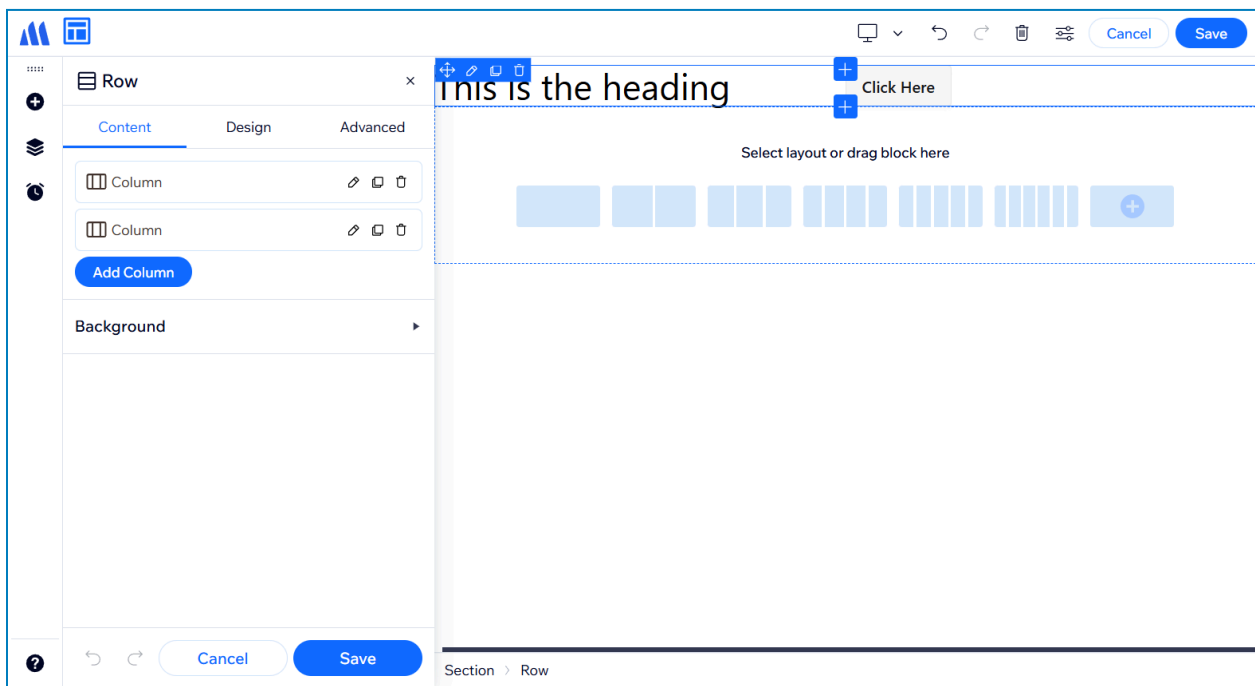 Cancel
Save
Row
×
Content
Design
Advanced
Column
Column
Add Column
Background
Cancel
Save
This is the heading
Click Here
Select layout or drag block here
Section > Row